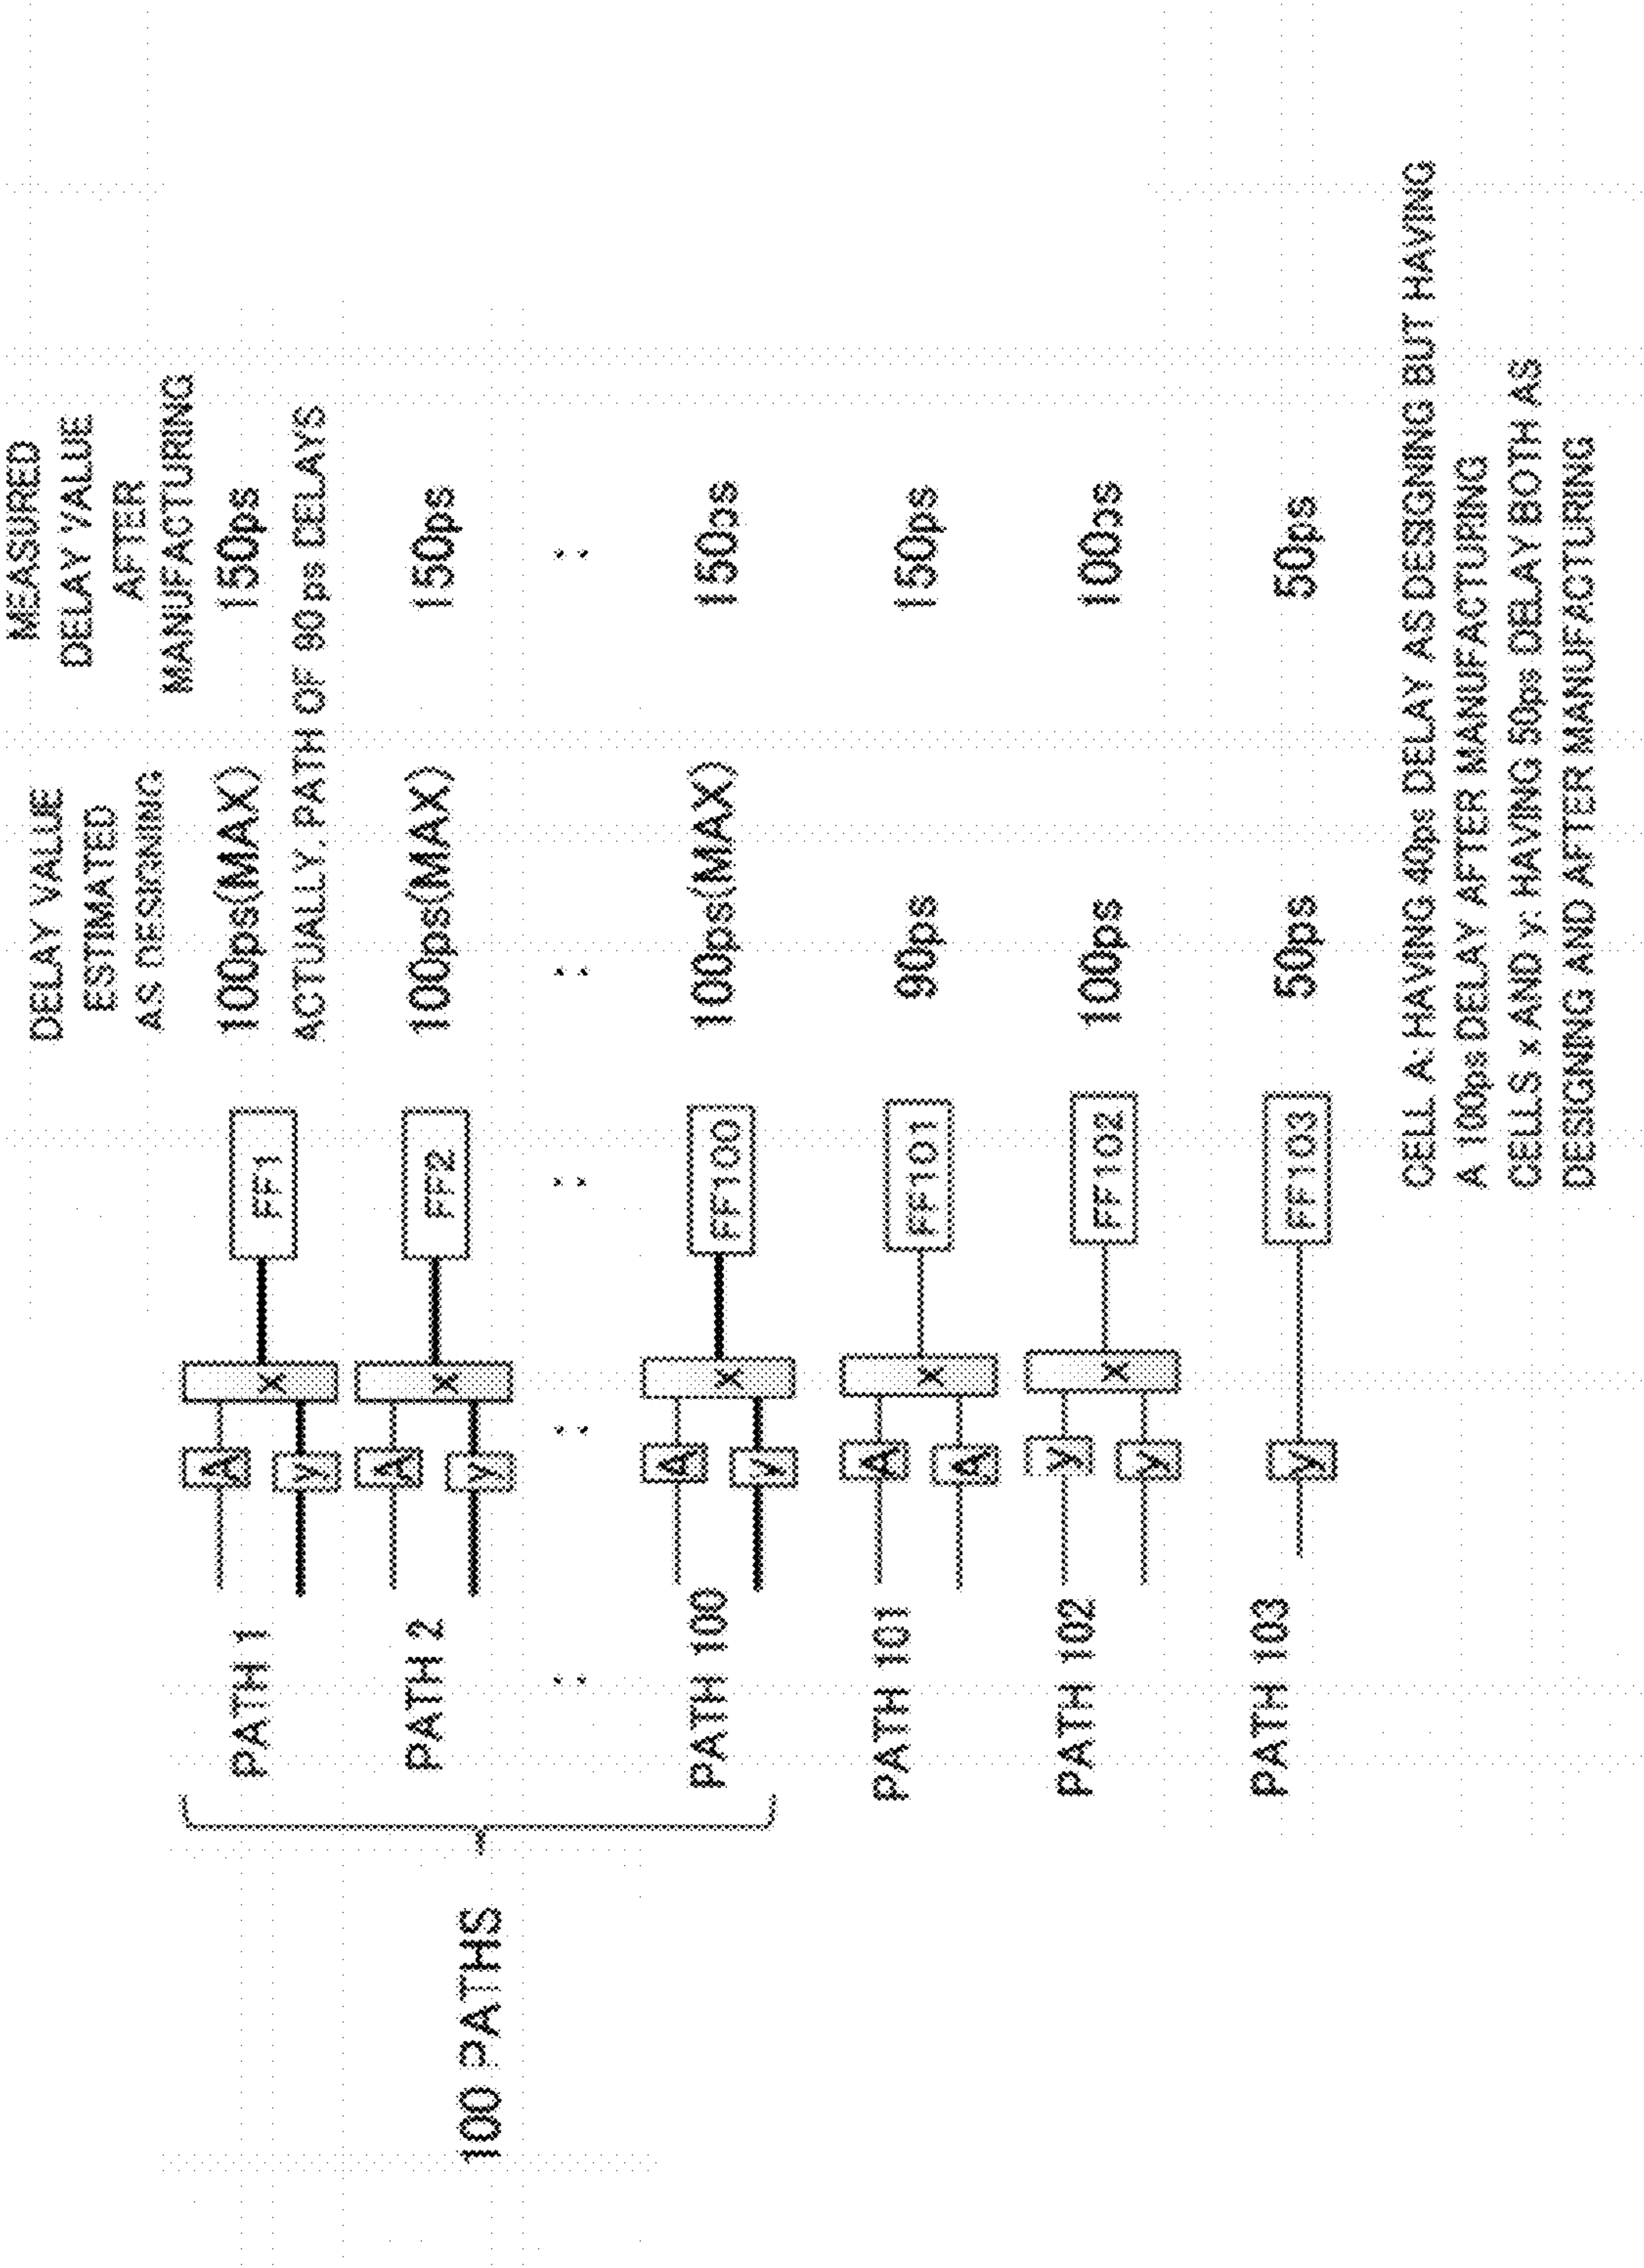 DELAY VALUE
ESTIMATED
AS DESIGNING
MEASURED
DELAY VALUE
AFTER
MANUFACTURING
100 PATHS
PATH 1
A
y
x
FF1
100ps(MAX)
150ps
ACTUALLY, PATH OF 90 ps DELAYS
PATH 2
A
y
x
FF2
100ps(MAX)
150ps
PATH 100
A
y
x
FF100
100ps(MAX)
150ps
PATH 101
A
A
x
FF101
90ps
150ps
PATH 102
y
y
x
FF102
100ps
100ps
PATH 103
y
FF103
50ps
50ps
CELL A: HAVING 40ps DELAY AS DESIGNING BUT HAVING
A 100ps DELAY AFTER MANUFACTURING
CELLS x AND y: HAVING 50ps DELAY BOTH AS
DESIGNING AND AFTER MANUFACTURING